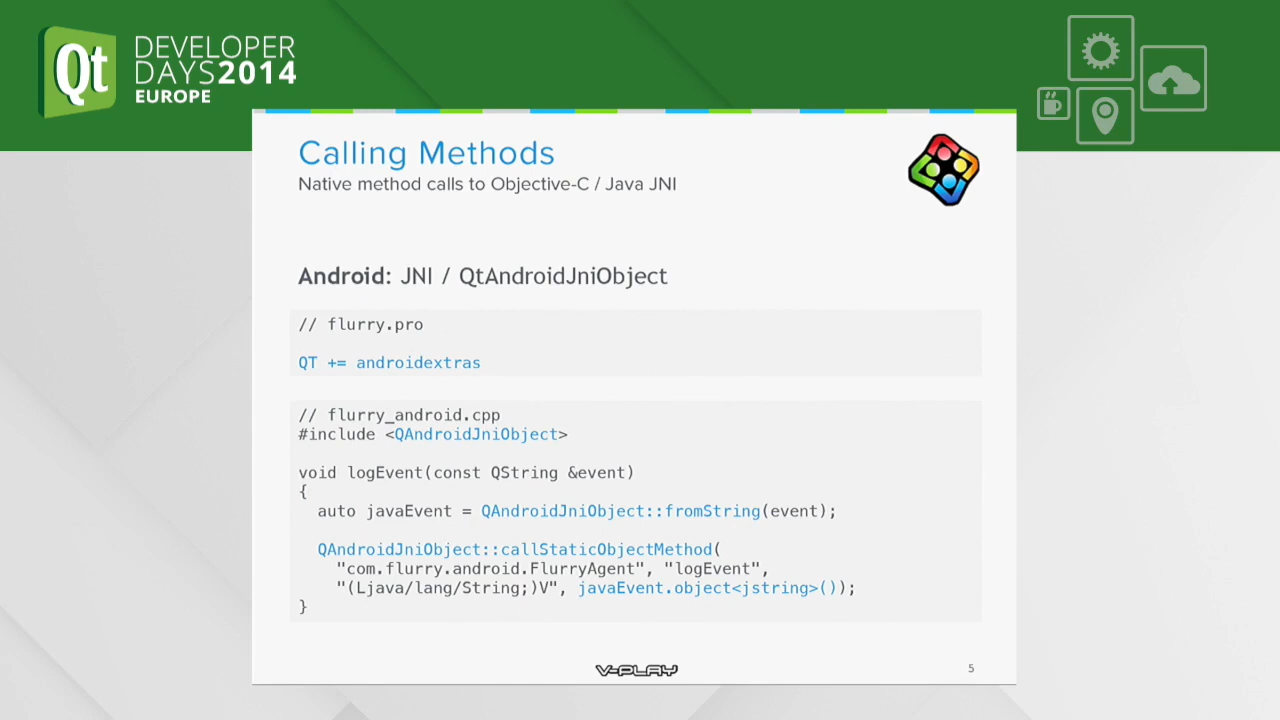 Qt
DEVELOPER
DAYS2014
EUROPE
Calling Methods
Native method calls to Objective-C / Java JNI
Android: JNI / QtAndroidJniObject
// flurry.pro
QT += androidextras
// flurry_android.cpp
#include <QAndroidJniObject>
void logEvent(const QString &event)
{
auto javaEvent = QAndroidJniObject::fromString(event);
QAndroidJniObject::callStaticObjectMethod(
"com.flurry.android.FlurryAgent", "logEvent",
"(Ljava/lang/String;)V", javaEvent.object<jstring>());
}
V-PLAY
5